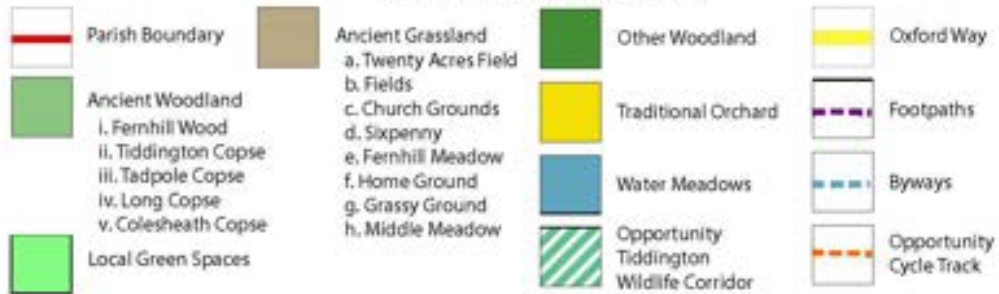 Parish Boundary
Ancient Woodland
i. Fernhill Wood
ii. Tiddington Copse
iii. Tadpole Copse
iv. Long Copse
v. Colesheath Copse
Local Green Spaces
Ancient Grassland
a. Twenty Acres Field
b. Fields
c. Church Grounds
d. Sixpenny
e. Fernhill Meadow
f. Home Ground
g. Grassy Ground
h. Middle Meadow
Other Woodland
Traditional Orchard
Water Meadows
Opportunity
Tiddington
Wildlife Corridor
Oxford Way
Footpaths
Byways
Opportunity
Cycle Track